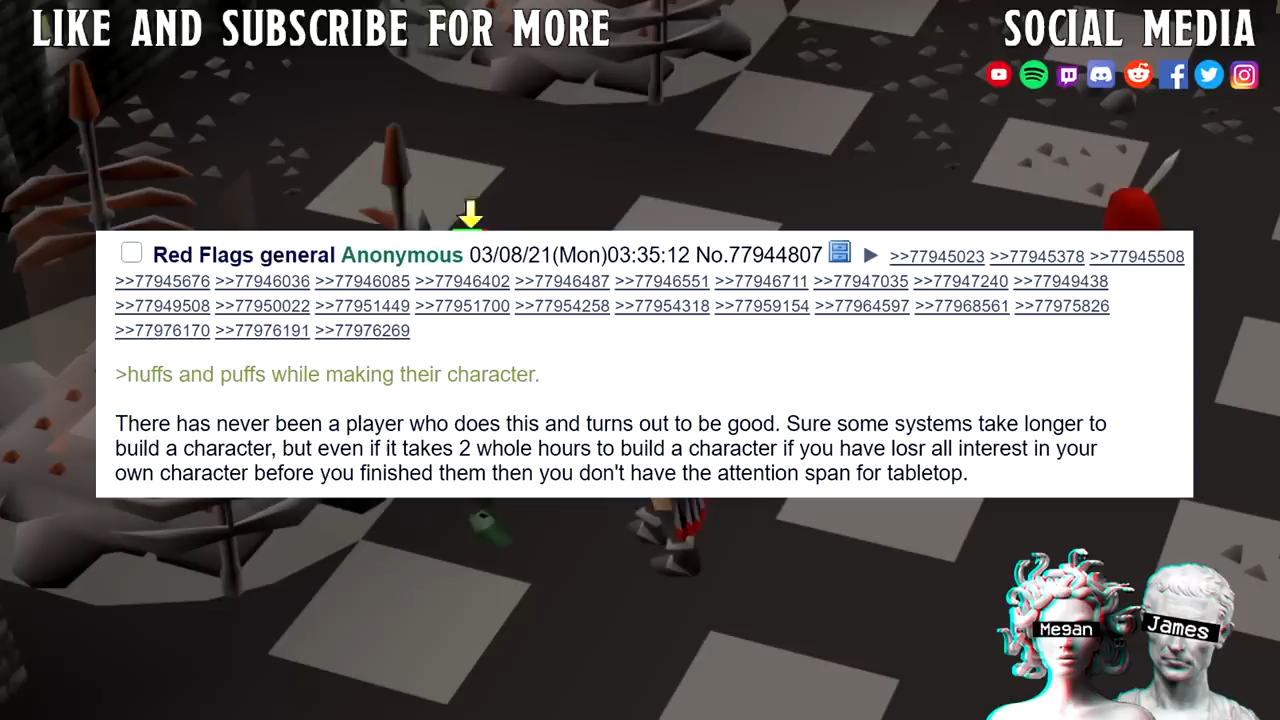 LIKE AND SUBSCRIBE FOR MORE
SOCIAL MEDIA
Red Flags general Anonymous 03/08/21(Mon)03:35:12 No.77944807 ▶ >>77945023 >>77945378 >>77945508
>>77945676 >>77946036 >>77946085 >>77946402 >>77946487 >>77946551 >>77946711 >>77947035 >>77947240 >>77949438
>>77949508 >>77950022 >>77951449 >>77951700 >>77954258 >>77954318 >>77959154 >>77964597 >>77968561 >>77975826
>>77976170 >>77976191 >>77976269
>huffs and puffs while making their character.
There has never been a player who does this and turns out to be good. Sure some systems take longer to
build a character, but even if it takes 2 whole hours to build a character if you have losr all interest in your
own character before you finished them then you don't have the attention span for tabletop.
Megan
James